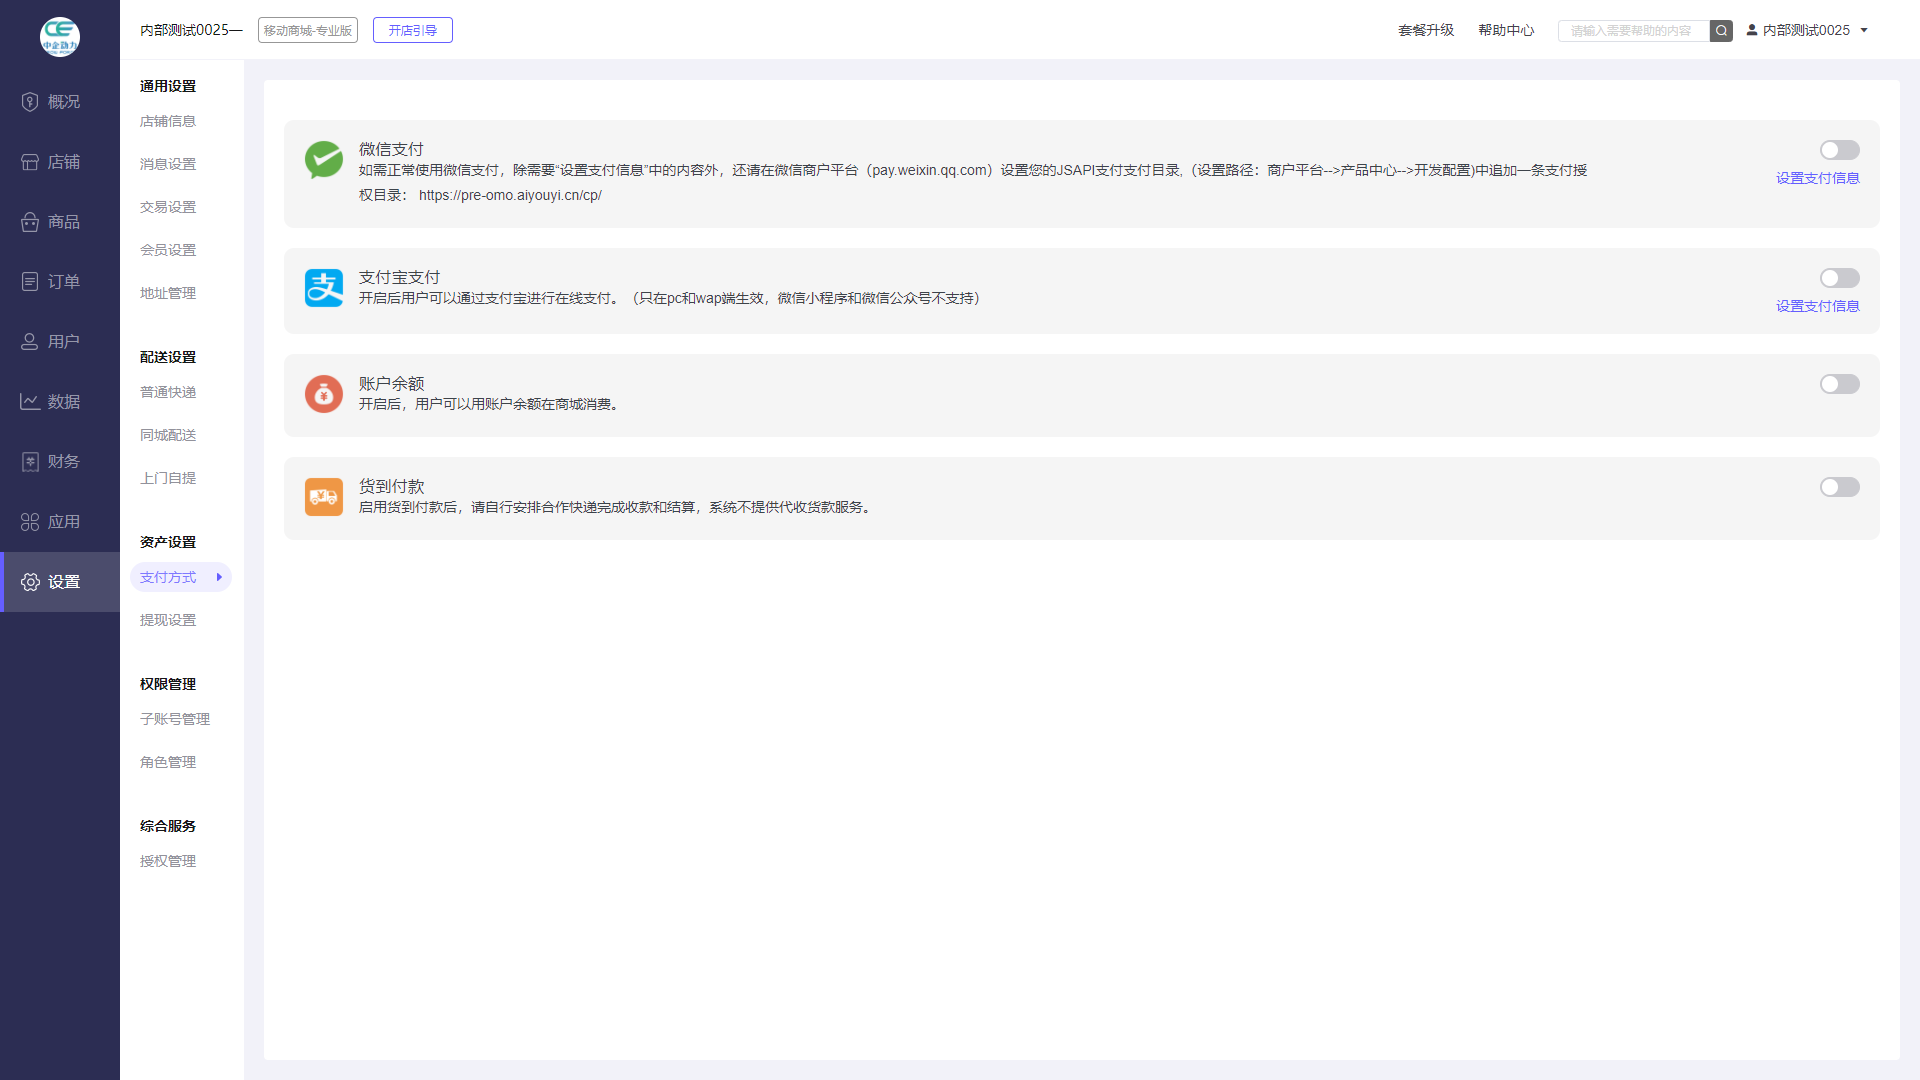 中企动力
概况
店铺
商品
订单
用户
数据
财务
应用
设置
内部测试0025—
移动商城-专业版
开店引导
套餐升级
帮助中心
请输入需要帮助的内容
内部测试0025
通用设置
店铺信息
消息设置
交易设置
会员设置
地址管理
配送设置
普通快递
同城配送
上门自提
资产设置
支付方式
提现设置
权限管理
子账号管理
角色管理
综合服务
授权管理
微信支付
如需正常使用微信支付，除需要“设置支付信息”中的内容外，还请在微信商户平台（pay.weixin.qq.com）设置您的JSAPI支付支付目录,（设置路径：商户平台-->产品中心-->开发配置)中追加一条支付授
权目录： https://pre-omo.aiyouyi.cn/cp/
设置支付信息
支付宝支付
开启后用户可以通过支付宝进行在线支付。（只在pc和wap端生效，微信小程序和微信公众号不支持）
设置支付信息
账户余额
开启后，用户可以用账户余额在商城消费。
货到付款
启用货到付款后，请自行安排合作快递完成收款和结算，系统不提供代收货款服务。